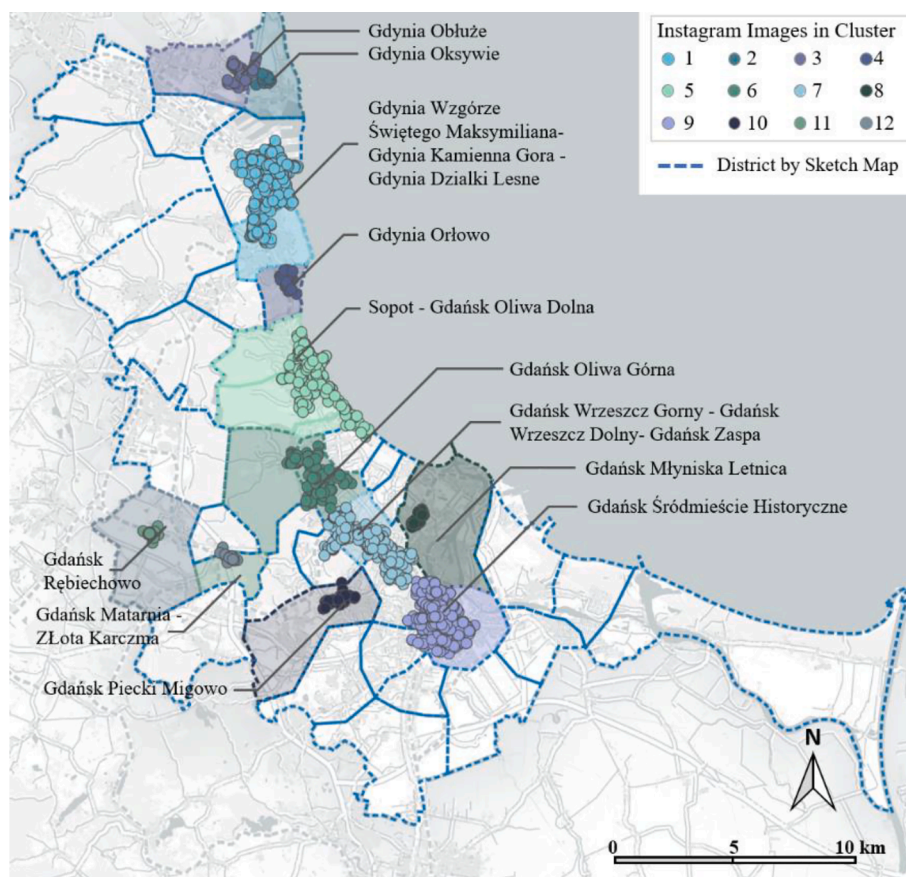 Gdynia Obłuże
Gdynia Oksywie
Gdynia Wzgórze
Świętego Maksymiliana-
Gdynia Kamienna Gora -
Gdynia Dzialki Lesne
Gdynia Orłowo
Sopot - Gdańsk Oliwa Dolna
Gdańsk Oliwa Górna
Gdańsk Wrzeszcz Gorny - Gdańsk
Wrzeszcz Dolny- Gdańsk Zaspa
Gdańsk Młyniska Letnica
Gdańsk Śródmieście Historyczne
Gdańsk
Rębiechowo
Gdańsk Matarnia -
ZŁota Karczma
Gdańsk Piecki Migowo
Instagram Images in Cluster
1 2 3 4
5 6 7 8
9 10 11 12
District by Sketch Map
N
0 5 10 km